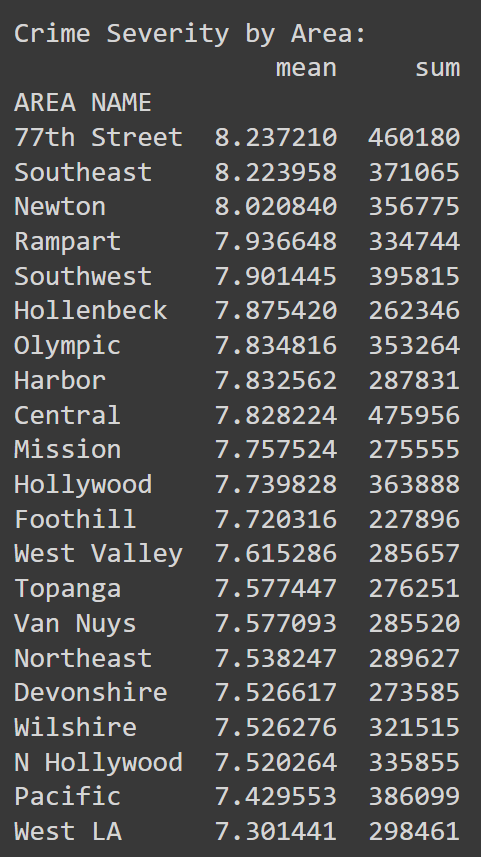 Crime Severity by Area:
mean sum
AREA NAME
77th Street 8.237210 460180
Southeast 8.223958 371065
Newton 8.020840 356775
Rampart 7.936648 334744
Southwest 7.901445 395815
Hollenbeck 7.875420 262346
Olympic 7.834816 353264
Harbor 7.832562 287831
Central 7.828224 475956
Mission 7.757524 275555
Hollywood 7.739828 363888
Foothill 7.720316 227896
West Valley 7.615286 285657
Topanga 7.577447 276251
Van Nuys 7.577093 285520
Northeast 7.538247 289627
Devonshire 7.526617 273585
Wilshire 7.526276 321515
N Hollywood 7.520264 335855
Pacific 7.429553 386099
West LA 7.301441 298461